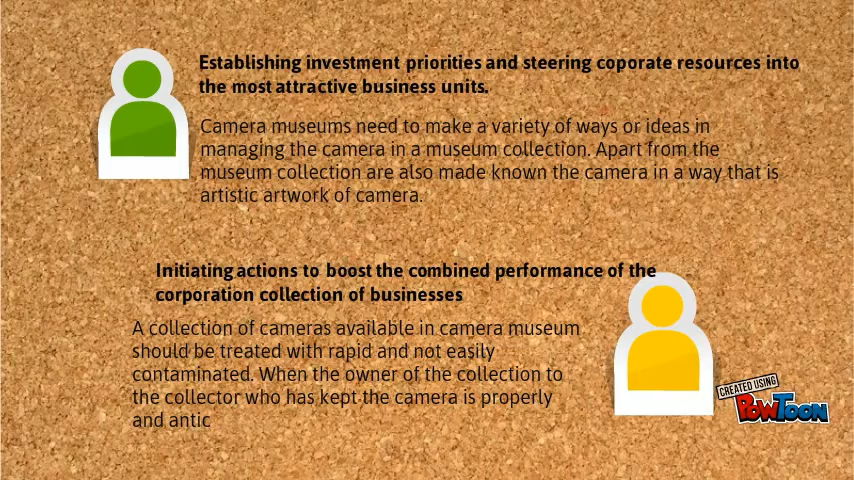 Establishing investment priorities and steering coporate resources into
the most attractive business units.
Camera museums need to make a variety of ways or ideas in
managing the camera in a museum collection. Apart from the
museum collection are also made known the camera in a way that is
artistic artwork of camera.
Initiating actions to boost the combined performance of the
corporation collection of businesses
A collection of cameras available in camera museum
should be treated with rapid and not easily
contaminated. When the owner of the collection to
the collector who has kept the camera is properly
and antic
CREATED USING
POWTOON